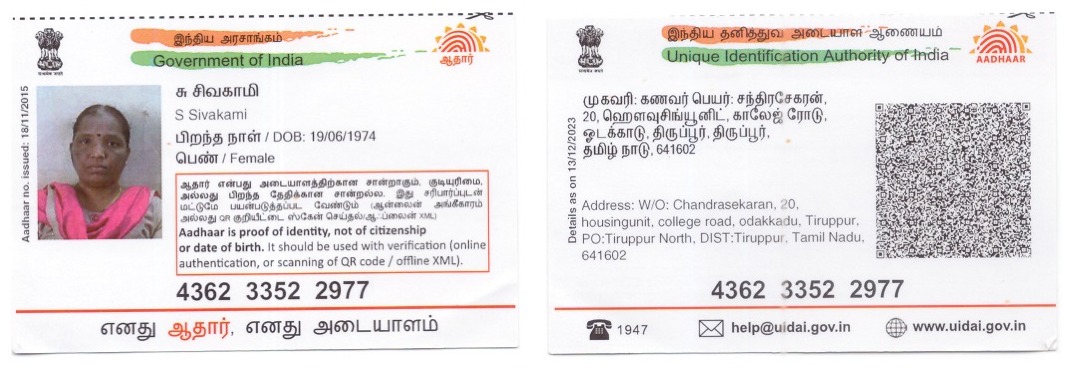 இந்திய அரசாங்கம்
Government of India
ஆதார்
Aadhaar no. issued: 18/11/2015
சு சிவகாமி
S Sivakami
பிறந்த நாள் / DOB: 19/06/1974
பெண் / Female
ஆதார் என்பது அடையாளத்திற்கான சான்றாகும், குடியுரிமை,
அல்லது பிறந்த தேதிக்கான சான்றல்ல. இது சரிபார்ப்புடன்
மட்டுமே பயன்படுத்தப்பட வேண்டும் (ஆன்லைன் அங்கீகாரம்
அல்லது QR குறியீட்டை ஸ்கேன் செய்தல்/ஆஃப்லைன் XML)
Aadhaar is proof of identity, not of citizenship
or date of birth. It should be used with verification (online
authentication, or scanning of QR code / offline XML).
4362 3352 2977
எனது ஆதார், எனது அடையாளம்
இந்திய தனித்துவ அடையாள ஆணையம்
Unique Identification Authority of India
AADHAAR
Details as on 13/12/2023
முகவரி: கணவர் பெயர்: சந்திரசேகரன்,
20, ஹௌவுசிங்யூனிட், காலேஜ் ரோடு,
ஓடக்காடு, திருப்பூர், திருப்பூர்,
தமிழ் நாடு, 641602
Address: W/O: Chandrasekaran, 20,
housingunit, college road, odakkadu, Tiruppur,
PO:Tiruppur North, DIST:Tiruppur, Tamil Nadu,
641602
4362 3352 2977
1947
help@uidai.gov.in
www.uidai.gov.in